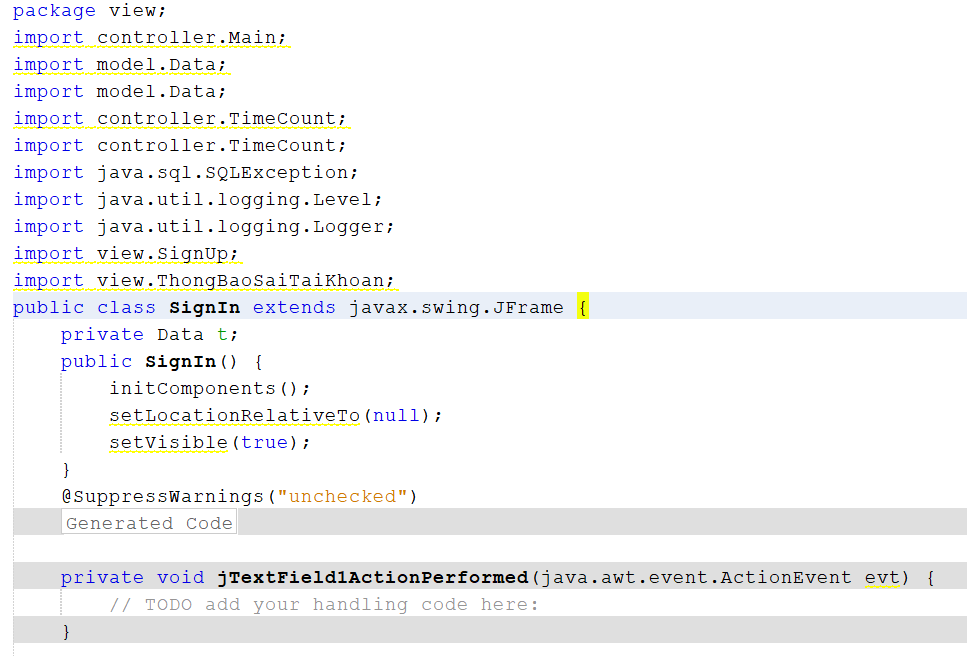 package view;
import controller.Main;
import model.Data;
import model.Data;
import controller.TimeCount;
import controller.TimeCount;
import java.sql.SQLException;
import java.util.logging.Level;
import java.util.logging.Logger;
import view.SignUp;
import view.ThongBaoSaiTaiKhoan;
public class SignIn extends javax.swing.JFrame {
    private Data t;
    public SignIn() {
        initComponents();
        setLocationRelativeTo(null);
        setVisible(true);
    }
    @SuppressWarnings("unchecked")
    Generated Code
    private void jTextField1ActionPerformed(java.awt.event.ActionEvent evt) {
        // TODO add your handling code here:
    }